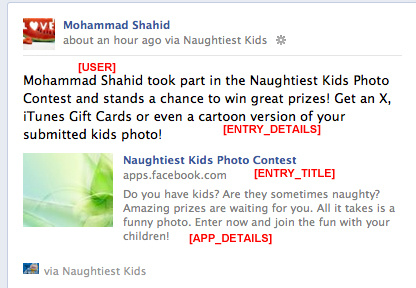 LOVE
Mohammad Shahid
about an hour ago via Naughtiest Kids
[USER]
Mohammad Shahid took part in the Naughtiest Kids Photo
Contest and stands a chance to win great prizes! Get an X,
iTunes Gift Cards or even a cartoon version of your
submitted kids photo!
[ENTRY_DETAILS]
Naughtiest Kids Photo Contest
apps.facebook.com
[ENTRY_TITLE]
Do you have kids? Are they sometimes naughty?
Amazing prizes are waiting for you. All it takes is a
funny photo. Enter now and join the fun with your
children!
[APP_DETAILS]
via Naughtiest Kids